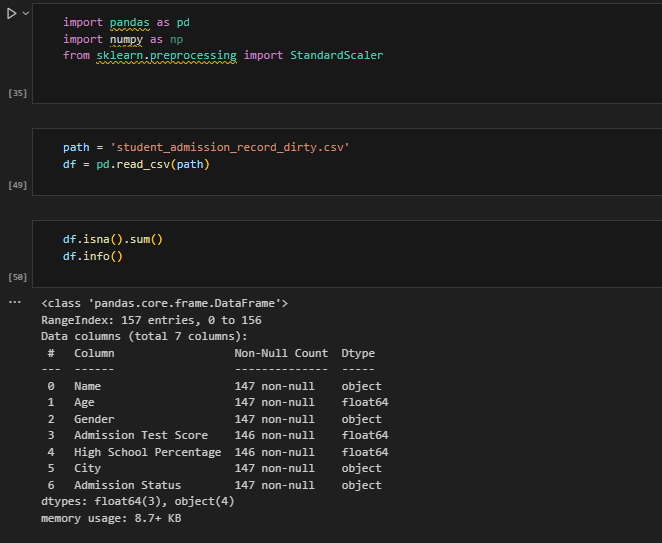 import pandas as pd
import numpy as np
from sklearn.preprocessing import StandardScaler
[35]
path = 'student_admission_record_dirty.csv'
df = pd.read_csv(path)
[49]
df.isna().sum()
df.info()
[50]
... <class 'pandas.core.frame.DataFrame'>
RangeIndex: 157 entries, 0 to 156
Data columns (total 7 columns):
 #   Column                  Non-Null Count  Dtype
---  ------                  --------------  -----
 0   Name                    147 non-null    object
 1   Age                     147 non-null    float64
 2   Gender                  147 non-null    object
 3   Admission Test Score    146 non-null    float64
 4   High School Percentage  146 non-null    float64
 5   City                    147 non-null    object
 6   Admission Status        147 non-null    object
dtypes: float64(3), object(4)
memory usage: 8.7+ KB